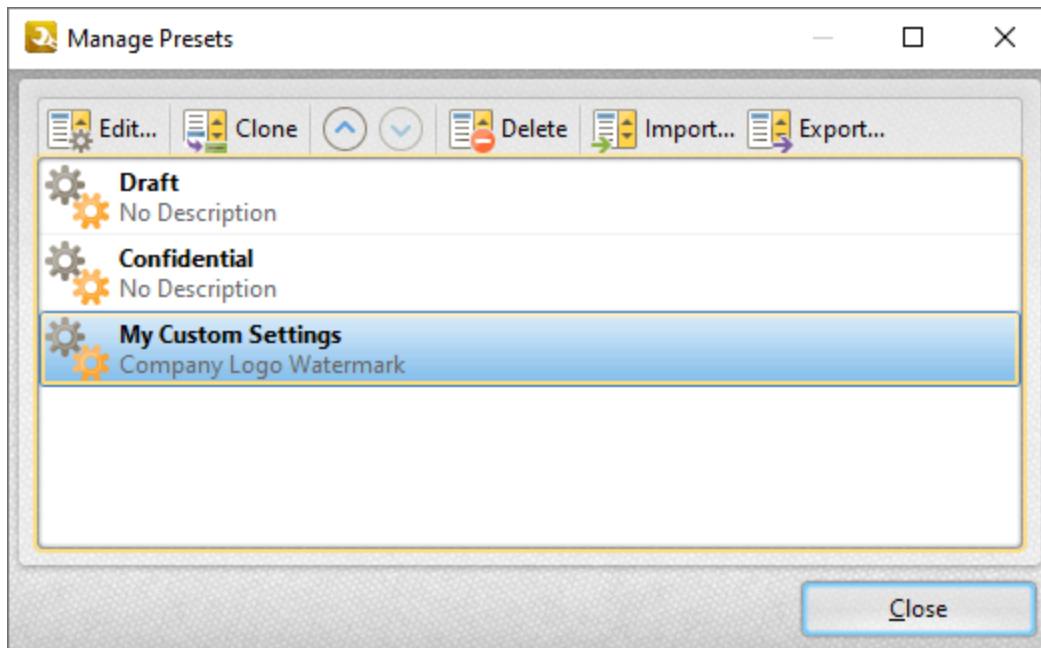 Manage Presets
Edit... Clone Delete Import... Export...
Draft
No Description
Confidential
No Description
My Custom Settings
Company Logo Watermark
Close